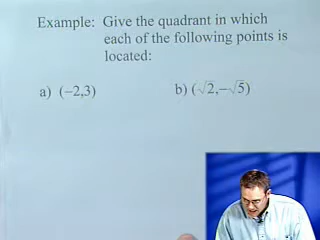 Example: Give the quadrant in which
each of the following points is
located:
a) (−2,3) b) (√2,−√5)